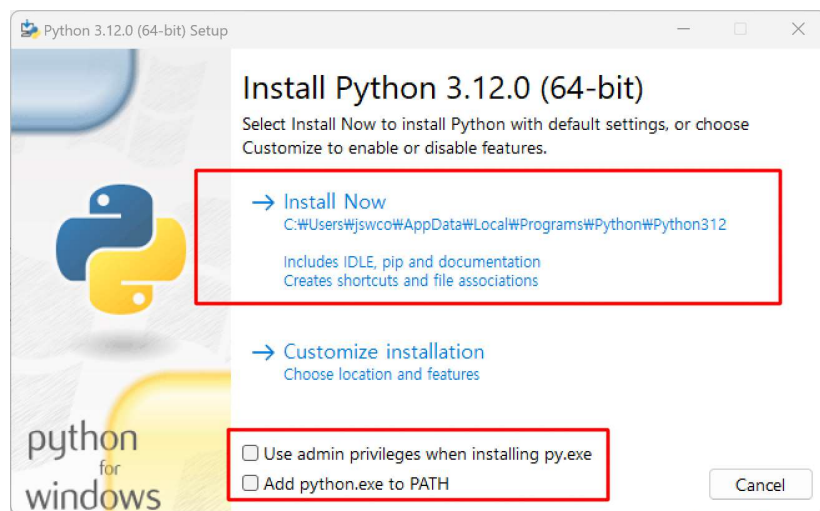 Python 3.12.0 (64-bit) Setup
Install Python 3.12.0 (64-bit)
Select Install Now to install Python with default settings, or choose
Customize to enable or disable features.
Install Now
C:₩Users₩jswco₩AppData₩Local₩Programs₩Python₩Python312
Includes IDLE, pip and documentation
Creates shortcuts and file associations
Customize installation
Choose location and features
python
for
windows
Use admin privileges when installing py.exe
Add python.exe to PATH
Cancel